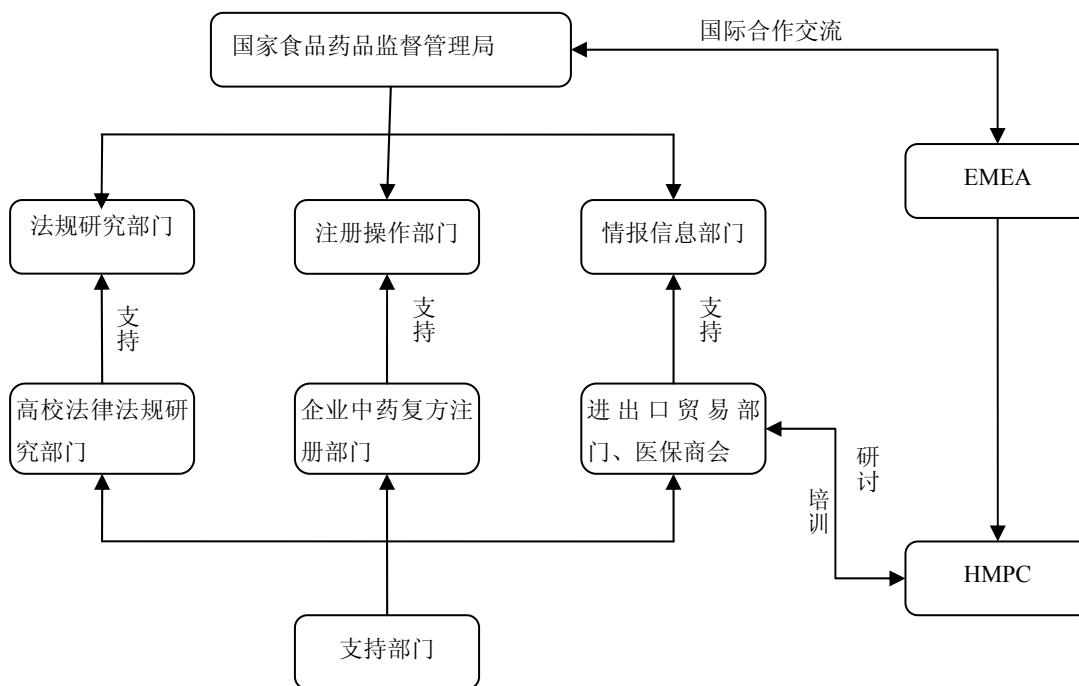 国际合作交流
国家食品药品监督管理局
EMEA
法规研究部门
注册操作部门
情报信息部门
支持
支持
支持
高校法律法规研
究部门
企业中药复方注
册部门
进出口贸易部
门、医保商会
研讨
培训
HMPC
支持部门